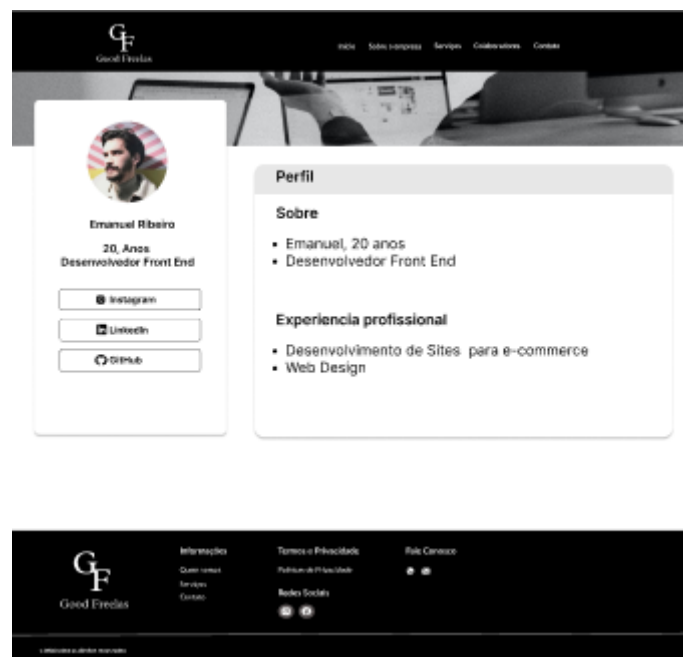 GF
Good Freelas
Início Sobre a empresa Serviços Colaboradores Contato
Emanuel Ribeiro
20, Anos
Desenvolvedor Front End
Instagram
LinkedIn
GitHub
Perfil
Sobre
• Emanuel, 20 anos
• Desenvolvedor Front End
Experiencia profissional
• Desenvolvimento de Sites para e-commerce
• Web Design
GF
Good Freelas
Informações
Quem somos
Serviços
Contato
Termos e Privacidade
Políticas de Privacidade
Redes Sociais
Fale Conosco